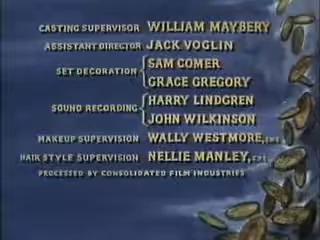 CASTING SUPERVISOR WILLIAM MAYBERY
ASSISTANT DIRECTOR JACK VOGLIN
SET DECORATION SAM COMER
GRACE GREGORY
SOUND RECORDING HARRY LINDGREN
JOHN WILKINSON
MAKEUP SUPERVISION WALLY WESTMORE,
HAIR STYLE SUPERVISION NELLIE MANLEY,
PROCESSED BY CONSOLIDATED FILM INDUSTRIES